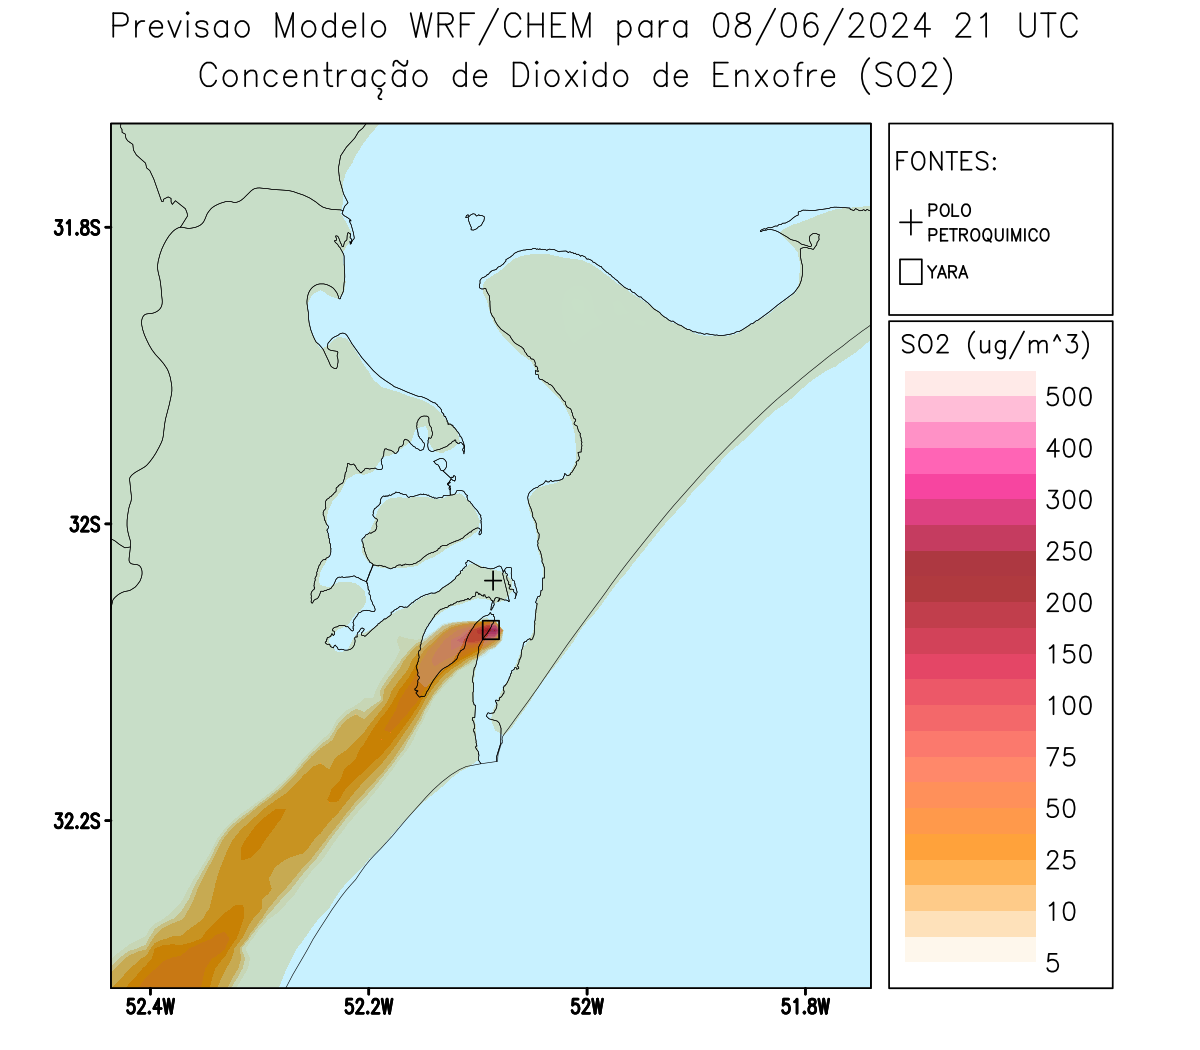 Previsao Modelo WRF/CHEM para 08/06/2024 21 UTC
Concentração de Dioxido de Enxofre (SO2)
FONTES:
POLO
PETROQUIMICO
YARA
31.8S
32S
32.2S
52.4W
52.2W
52W
51.8W
SO2 (ug/m^3)
500
400
300
250
200
150
100
75
50
25
10
5